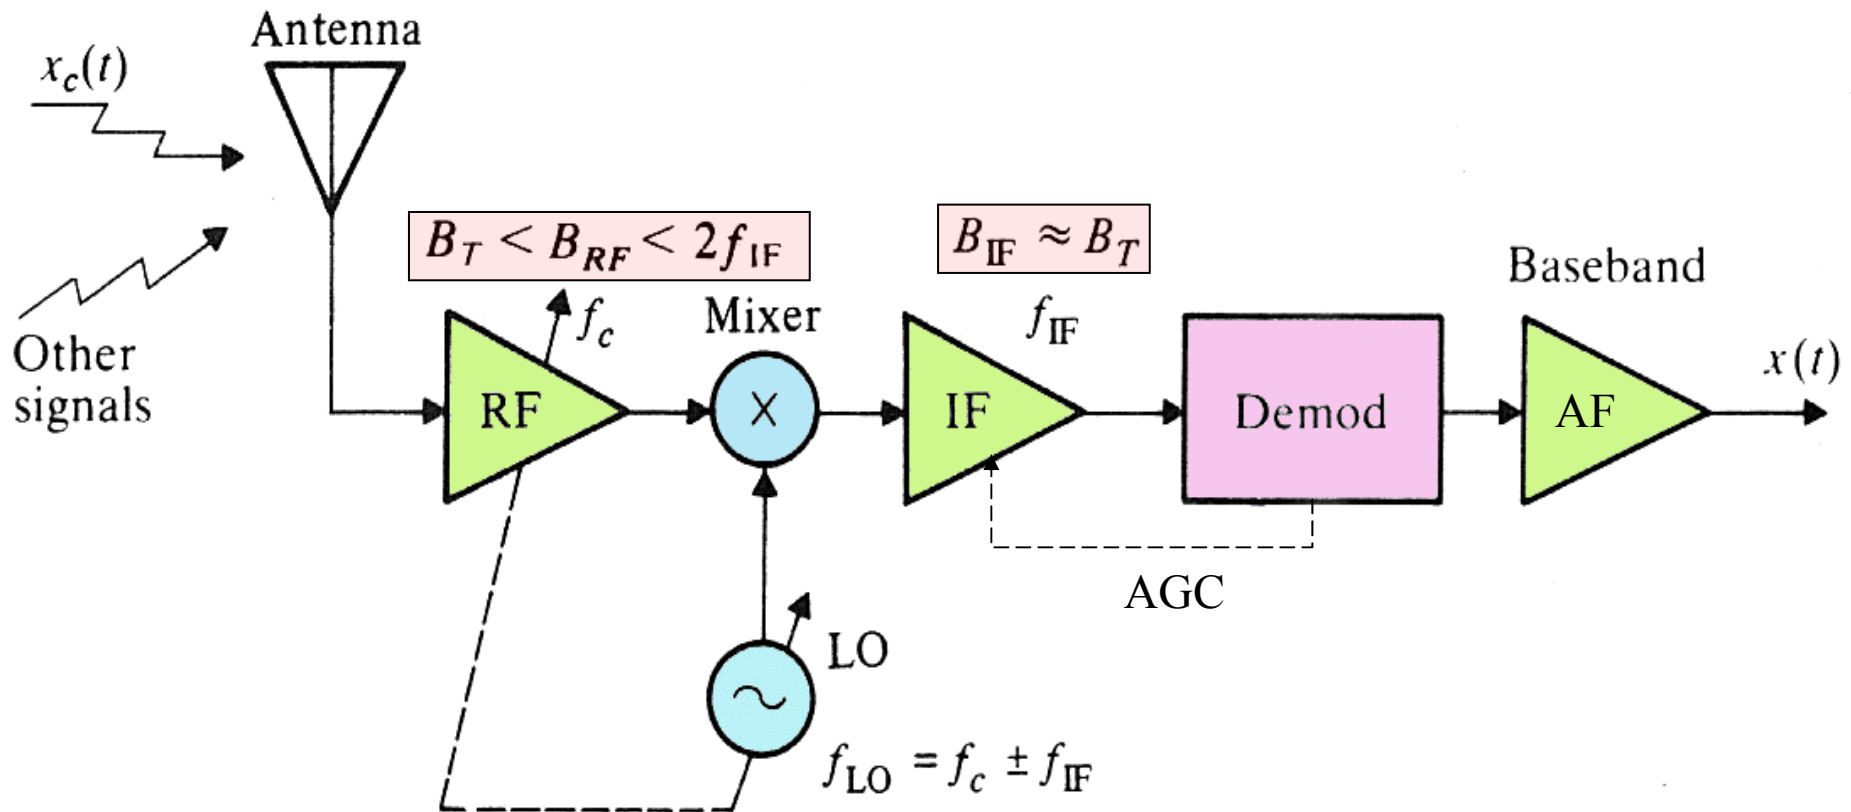 Antenna
x_c(t)
B_T < B_RF < 2f_IF
B_IF ≈ B_T
Baseband
Mixer
f_c
f_IF
Other
signals
x(t)
RF
X
IF
Demod
AF
AGC
LO
f_LO = f_c ± f_IF